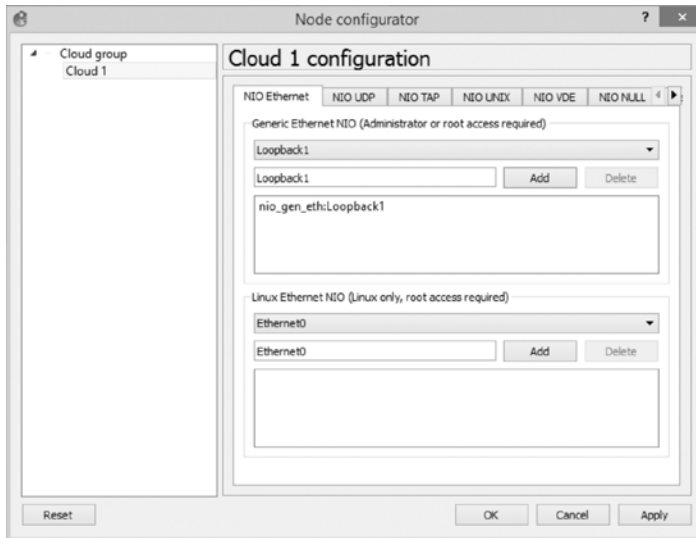 Node configurator
? ×
Cloud group
Cloud 1
Cloud 1 configuration
NIO Ethernet NIO UDP NIO TAP NIO UNIX NIO VDE NIO NULL
Generic Ethernet NIO (Administrator or root access required)
Loopback1
Loopback1 Add Delete
nio_gen_eth:Loopback1
Linux Ethernet NIO (Linux only, root access required)
Ethernet0
Ethernet0 Add Delete
Reset OK Cancel Apply